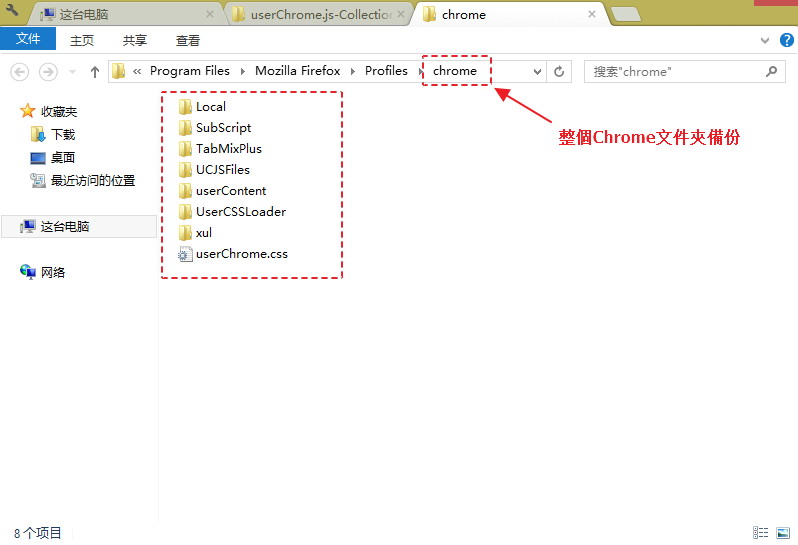 这台电脑
userChrome.js-Collection
chrome
文件
主页
共享
查看
« Program Files Mozilla Firefox Profiles chrome
搜索"chrome"
收藏夹
下载
桌面
最近访问的位置
这台电脑
网络
Local
SubScript
TabMixPlus
UCJSFiles
userContent
UserCSSLoader
xul
userChrome.css
整個Chrome文件夾備份
8 个项目